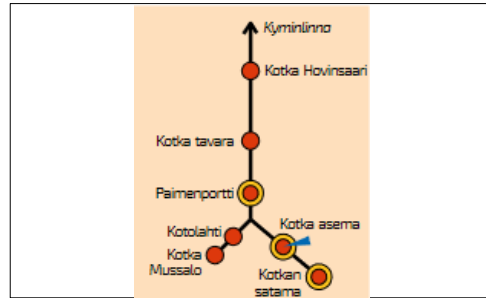 Kyminlinna
Kotka Hovinsaari
Kotka tavara
Paimenportti
Kotolahti
Kotka asema
Kotka
Mussalo
Kotkan
satama